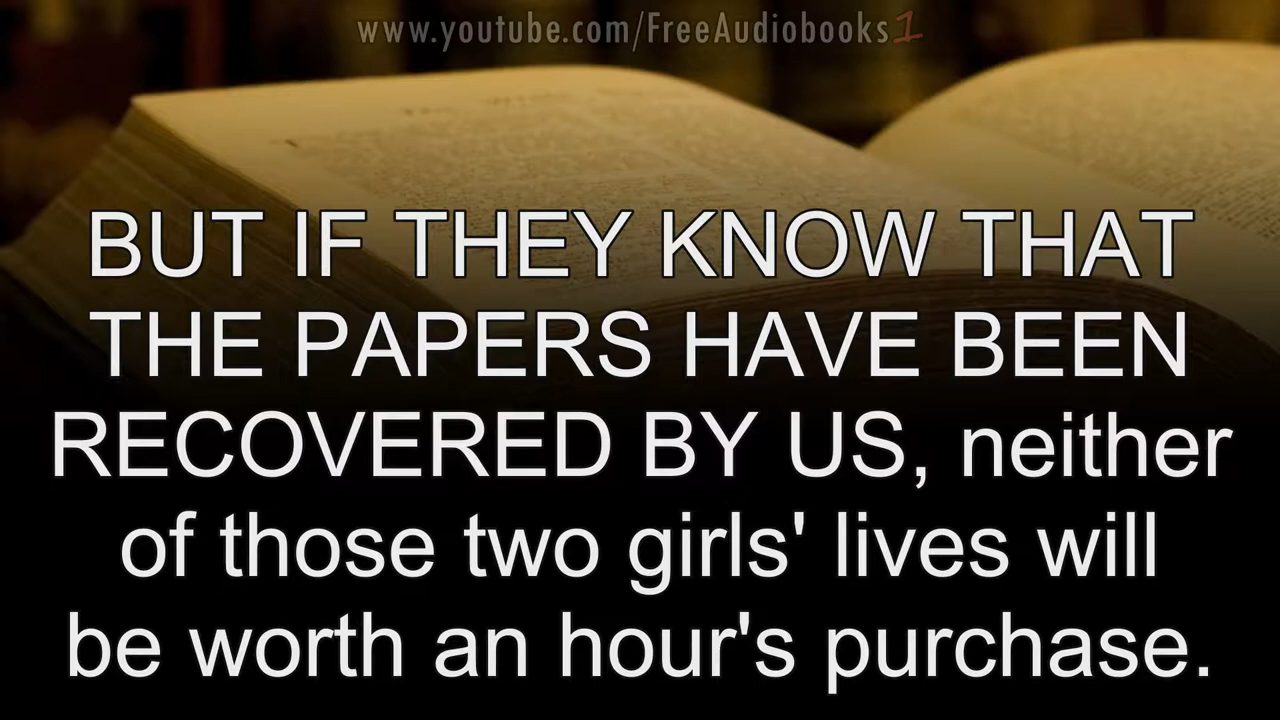 www.youtube.com/FreeAudiobooks1
BUT IF THEY KNOW THAT
THE PAPERS HAVE BEEN
RECOVERED BY US, neither
of those two girls' lives will
be worth an hour's purchase.